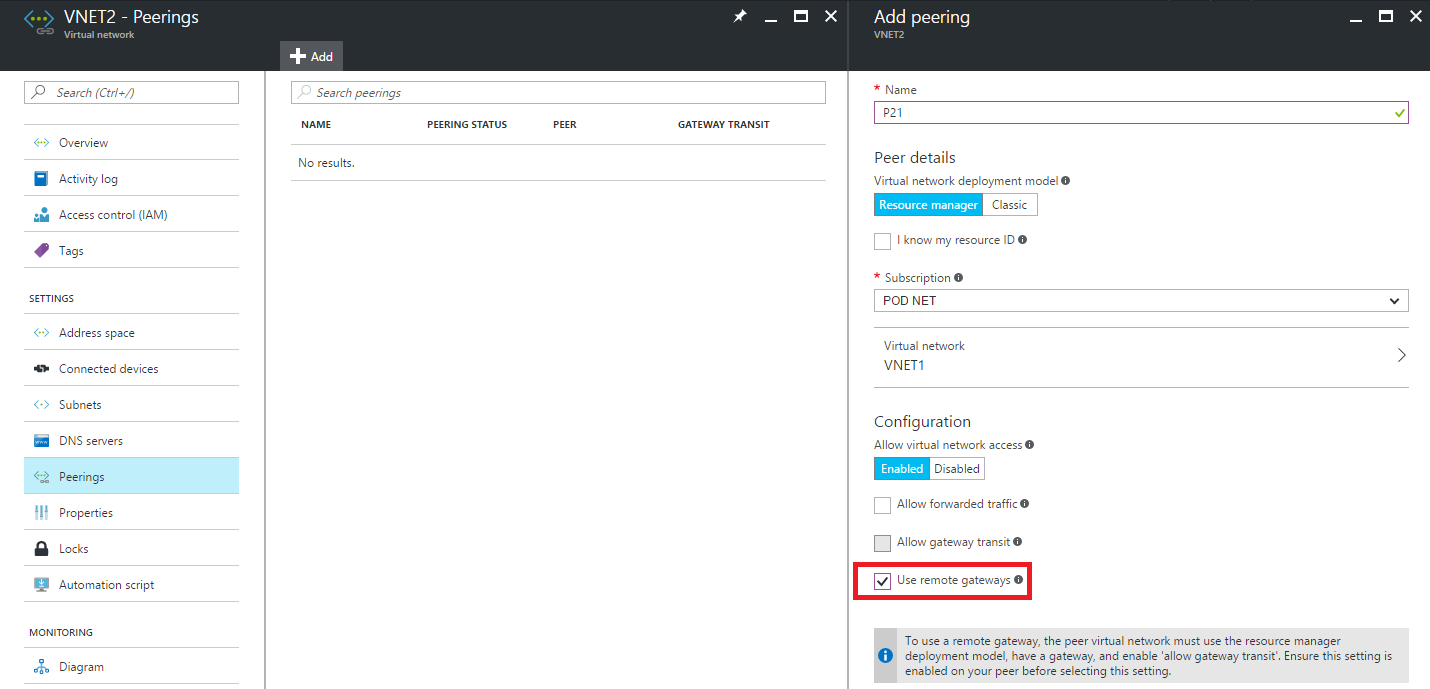 VNET2 - Peerings
Virtual network
Add
Search (Ctrl+/)
Overview
Activity log
Access control (IAM)
Tags
SETTINGS
Address space
Connected devices
Subnets
DNS servers
Peerings
Properties
Locks
Automation script
MONITORING
Diagram
Search peerings
NAME PEERING STATUS PEER GATEWAY TRANSIT
No results.
Add peering
VNET2
* Name
P21
Peer details
Virtual network deployment model
Resource manager Classic
I know my resource ID
* Subscription
POD NET
Virtual network
VNET1
Configuration
Allow virtual network access
Enabled Disabled
Allow forwarded traffic
Allow gateway transit
Use remote gateways
To use a remote gateway, the peer virtual network must use the resource manager
deployment model, have a gateway, and enable 'allow gateway transit'. Ensure this setting is
enabled on your peer before selecting this setting.